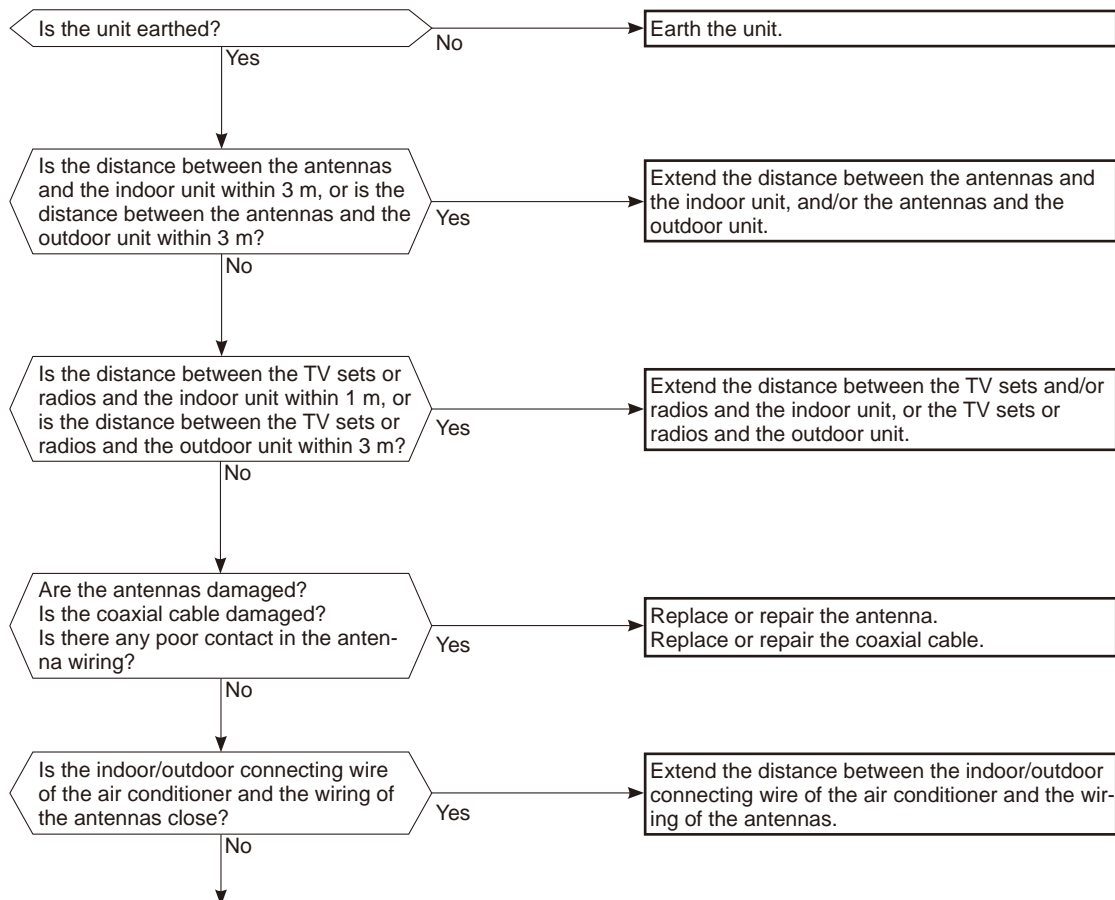 Is the unit earthed?
No
Earth the unit.
Yes
Is the distance between the antennas
and the indoor unit within 3 m, or is the
distance between the antennas and the
outdoor unit within 3 m?
Yes
Extend the distance between the antennas and
the indoor unit, and/or the antennas and the
outdoor unit.
No
Is the distance between the TV sets or
radios and the indoor unit within 1 m, or
is the distance between the TV sets or
radios and the outdoor unit within 3 m?
Yes
Extend the distance between the TV sets and/or
radios and the indoor unit, or the TV sets or
radios and the outdoor unit.
No
Are the antennas damaged?
Is the coaxial cable damaged?
Is there any poor contact in the anten-
na wiring?
Yes
Replace or repair the antenna.
Replace or repair the coaxial cable.
No
Is the indoor/outdoor connecting wire
of the air conditioner and the wiring of
the antennas close?
Yes
Extend the distance between the indoor/outdoor
connecting wire of the air conditioner and the wir-
ing of the antennas.
No